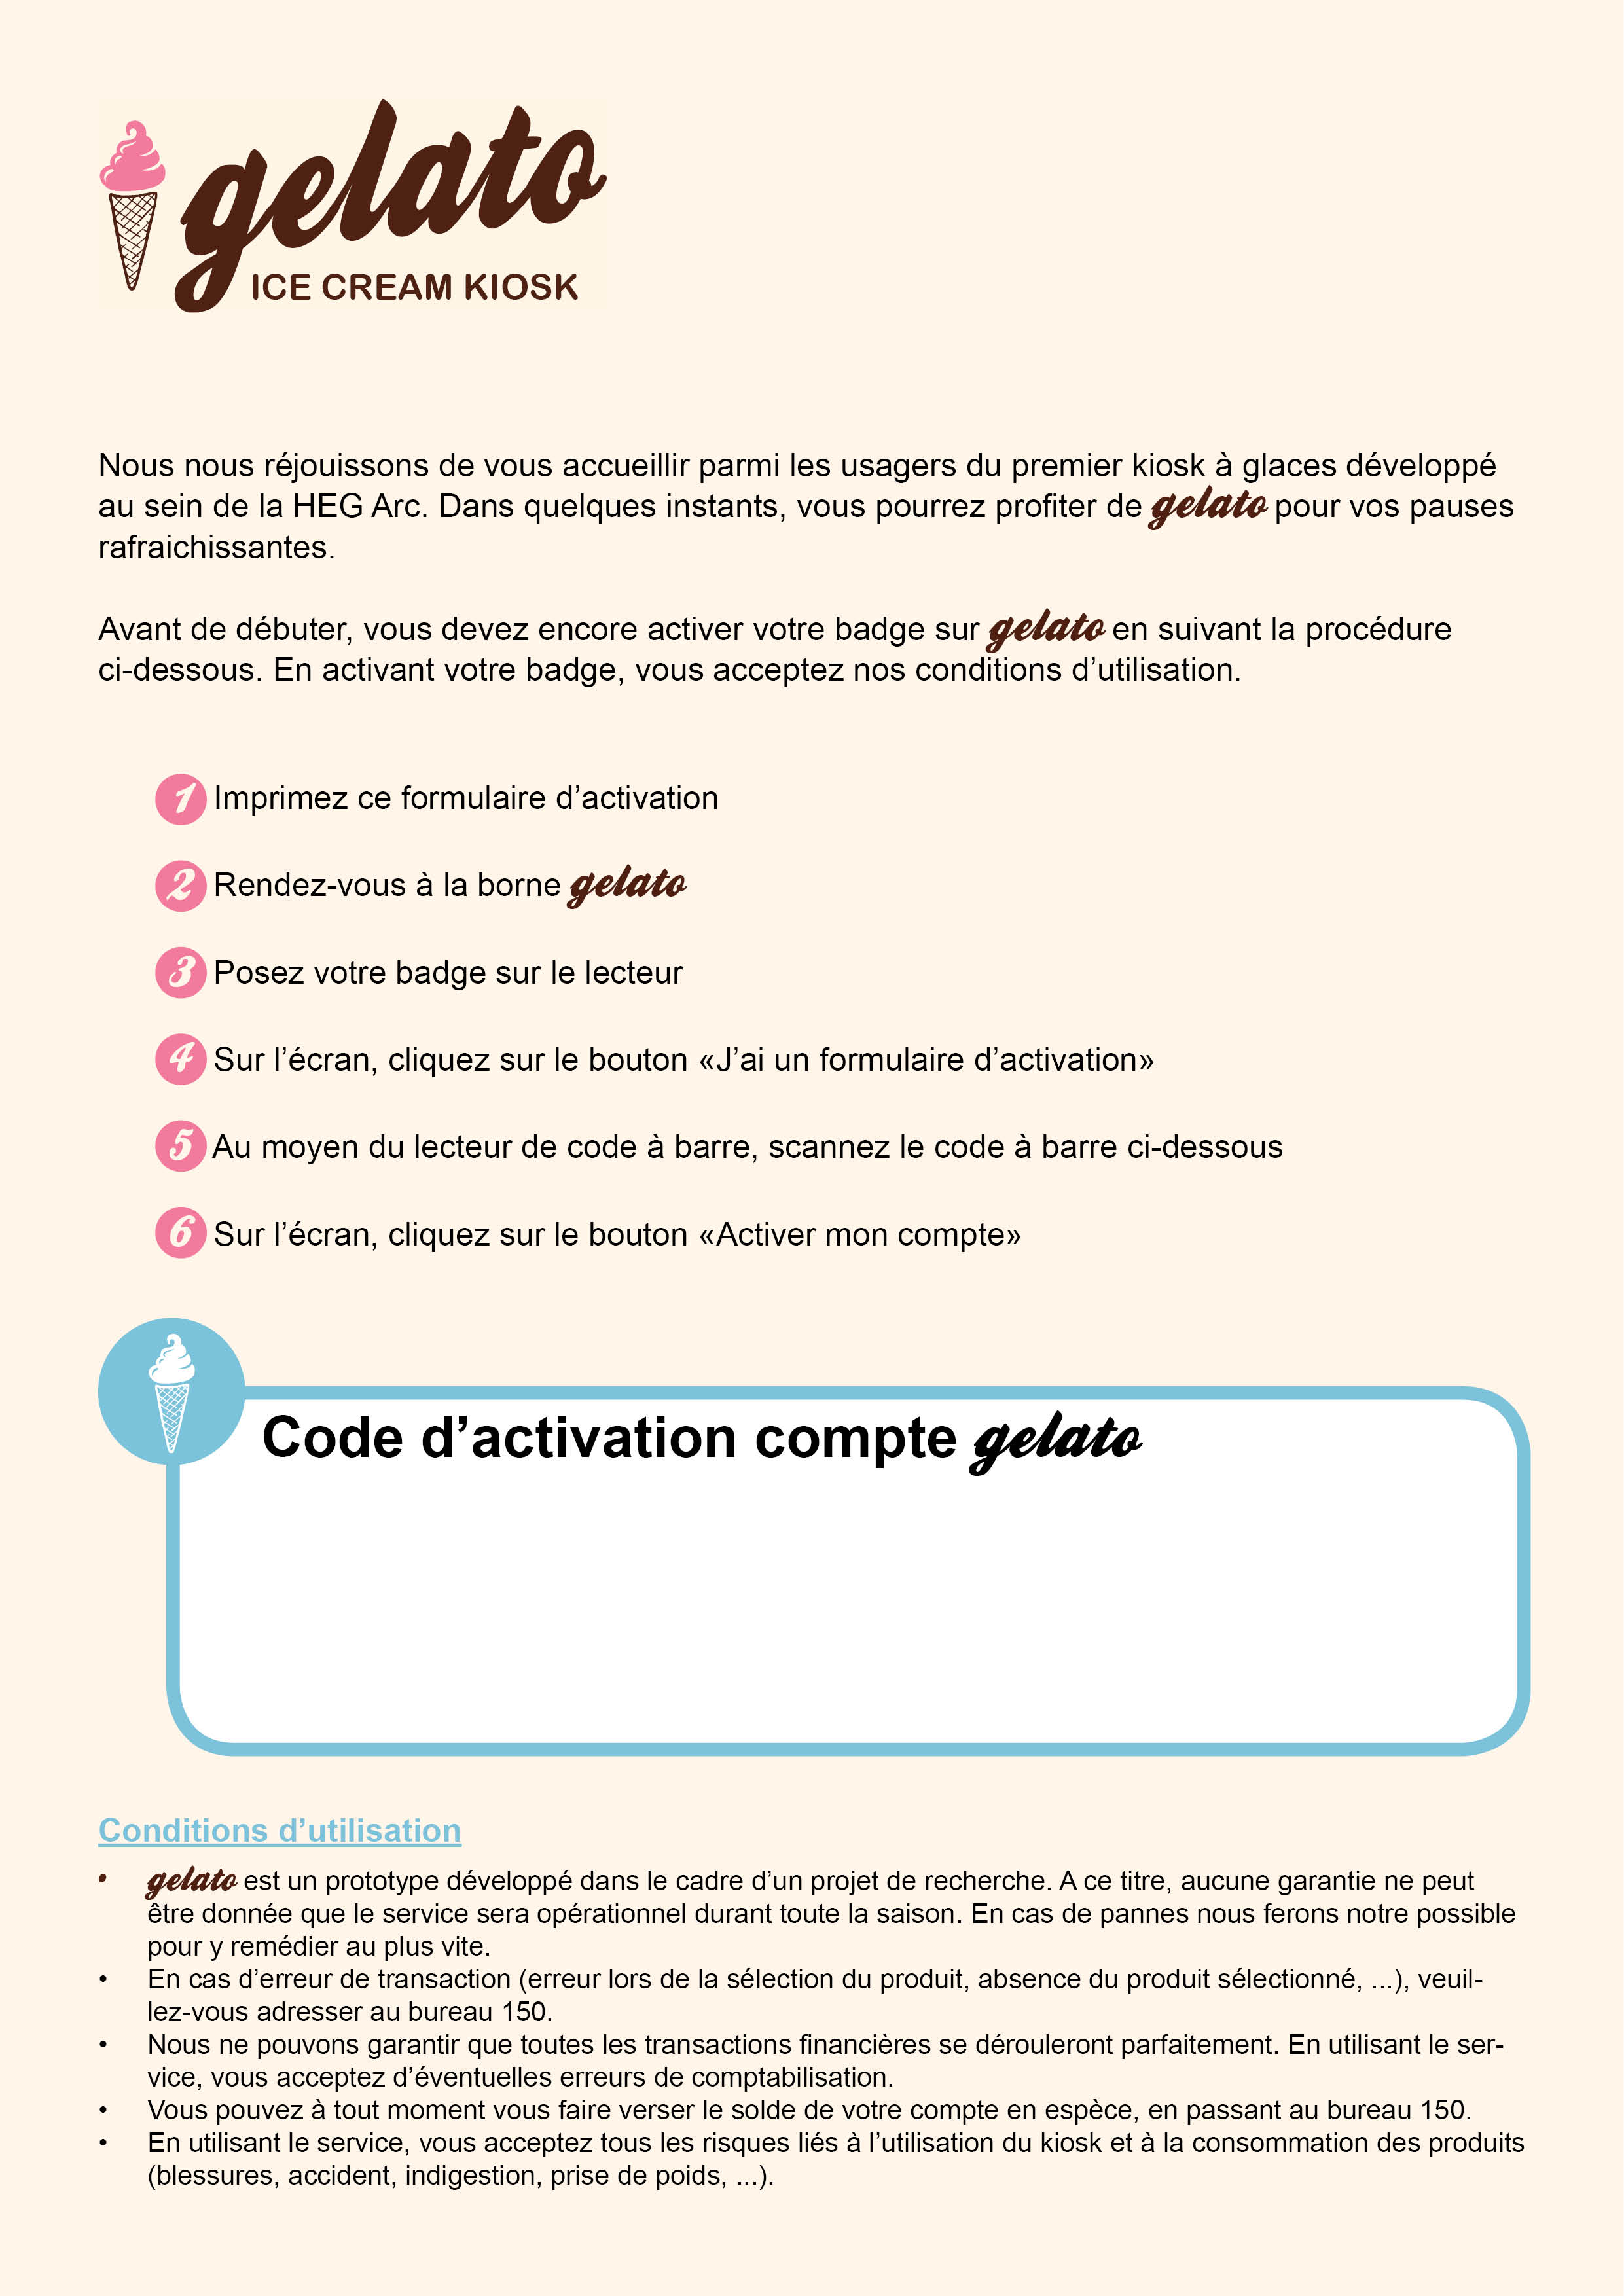 gelato
ICE CREAM KIOSK
Nous nous réjouissons de vous accueillir parmi les usagers du premier kiosk à glaces développé
au sein de la HEG Arc. Dans quelques instants, vous pourrez profiter de gelato pour vos pauses
rafraichissantes.
Avant de débuter, vous devez encore activer votre badge sur gelato en suivant la procédure
ci-dessous. En activant votre badge, vous acceptez nos conditions d’utilisation.
1 Imprimez ce formulaire d’activation
2 Rendez-vous à la borne gelato
3 Posez votre badge sur le lecteur
4 Sur l’écran, cliquez sur le bouton «J’ai un formulaire d’activation»
5 Au moyen du lecteur de code à barre, scannez le code à barre ci-dessous
6 Sur l’écran, cliquez sur le bouton «Activer mon compte»
Code d’activation compte gelato
Conditions d’utilisation
• gelato est un prototype développé dans le cadre d’un projet de recherche. A ce titre, aucune garantie ne peut
être donnée que le service sera opérationnel durant toute la saison. En cas de pannes nous ferons notre possible
pour y remédier au plus vite.
• En cas d’erreur de transaction (erreur lors de la sélection du produit, absence du produit sélectionné, ...), veuil-
lez-vous adresser au bureau 150.
• Nous ne pouvons garantir que toutes les transactions financières se dérouleront parfaitement. En utilisant le ser-
vice, vous acceptez d’éventuelles erreurs de comptabilisation.
• Vous pouvez à tout moment vous faire verser le solde de votre compte en espèce, en passant au bureau 150.
• En utilisant le service, vous acceptez tous les risques liés à l’utilisation du kiosk et à la consommation des produits
(blessures, accident, indigestion, prise de poids, ...).